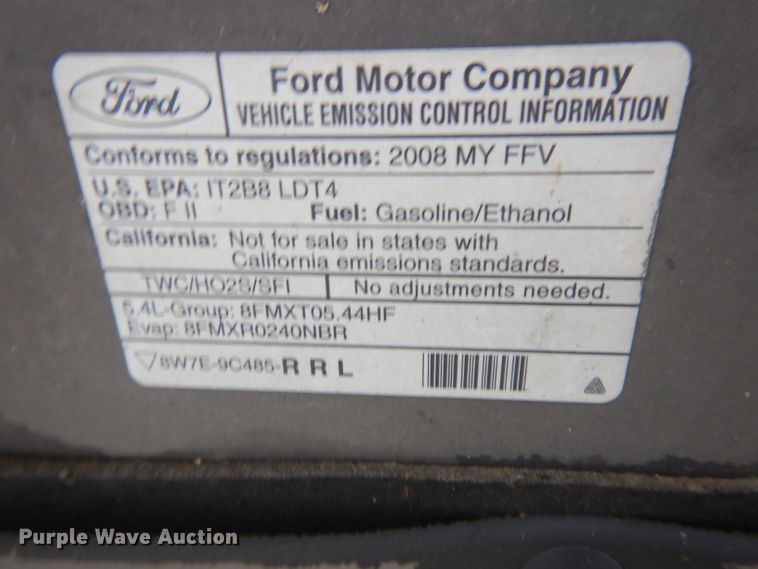 Ford
Ford Motor Company
VEHICLE EMISSION CONTROL INFORMATION
Conforms to regulations: 2008 MY FFV
U.S. EPA: IT2B8 LDT4
OBD: F II Fuel: Gasoline/Ethanol
California: Not for sale in states with
California emissions standards.
TWC/HO2S/SFI No adjustments needed.
5.4L-Group: 8FMXT05.44HF
Evap: 8FMXR0240NBR
8W7E-9C485-R R L
Purple Wave Auction